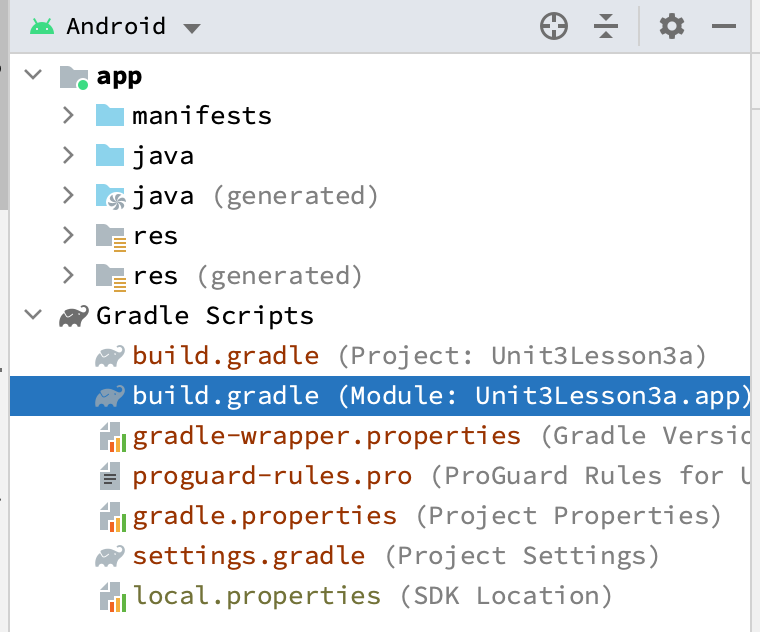 Android
app
manifests
java
java (generated)
res
res (generated)
Gradle Scripts
build.gradle (Project: Unit3Lesson3a)
build.gradle (Module: Unit3Lesson3a.app)
gradle-wrapper.properties (Gradle Versio
proguard-rules.pro (ProGuard Rules for U
gradle.properties (Project Properties)
settings.gradle (Project Settings)
local.properties (SDK Location)